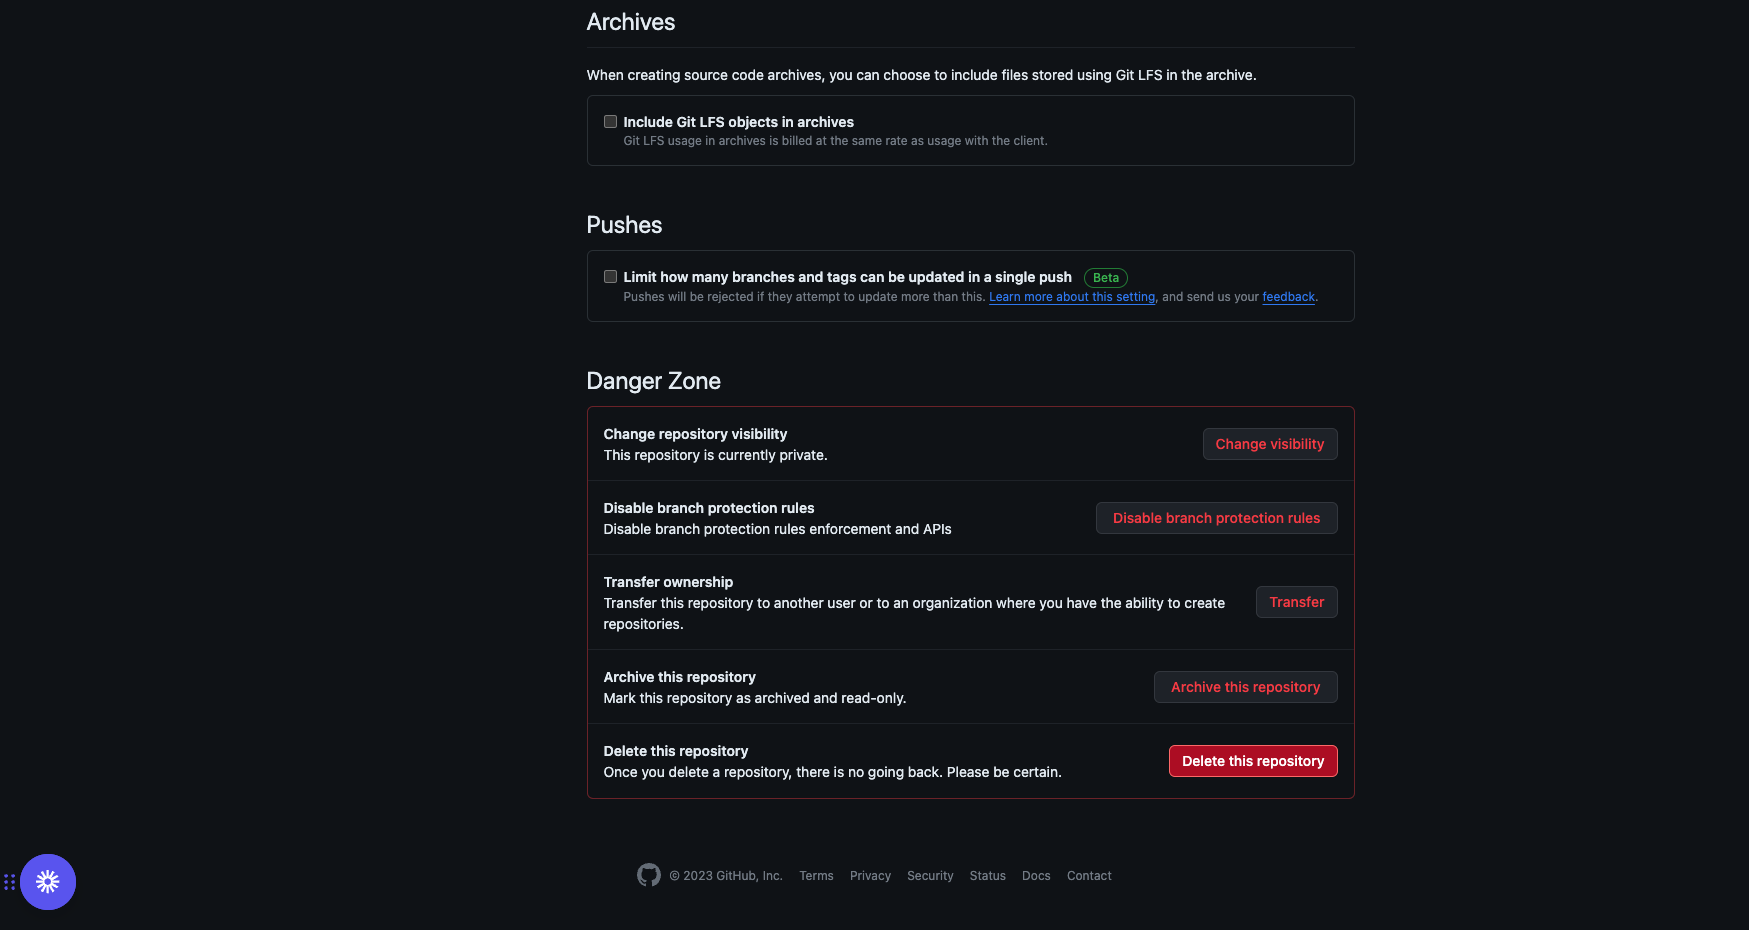 Archives
When creating source code archives, you can choose to include files stored using Git LFS in the archive.
Include Git LFS objects in archives
Git LFS usage in archives is billed at the same rate as usage with the client.
Pushes
Limit how many branches and tags can be updated in a single push Beta
Pushes will be rejected if they attempt to update more than this. Learn more about this setting, and send us your feedback.
Danger Zone
Change repository visibility
This repository is currently private.
Change visibility
Disable branch protection rules
Disable branch protection rules enforcement and APIs
Disable branch protection rules
Transfer ownership
Transfer this repository to another user or to an organization where you have the ability to create
repositories.
Transfer
Archive this repository
Mark this repository as archived and read-only.
Archive this repository
Delete this repository
Once you delete a repository, there is no going back. Please be certain.
Delete this repository
© 2023 GitHub, Inc. Terms Privacy Security Status Docs Contact